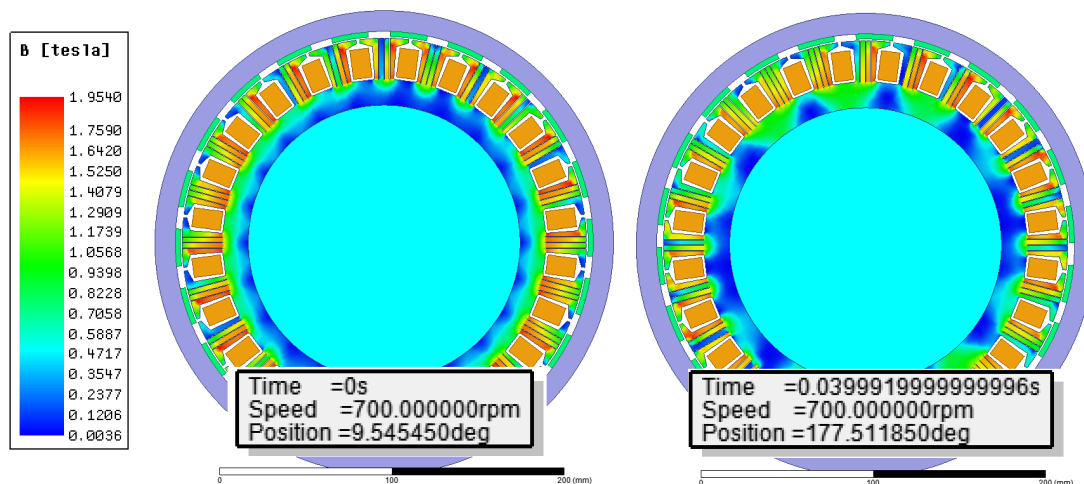 B [tesla]
1.9540
1.7590
1.6420
1.5250
1.4079
1.2909
1.1739
1.0568
0.9398
0.8228
0.7058
0.5887
0.4717
0.3547
0.2377
0.1206
0.0036
Time =0s
Speed =700.000000rpm
Position =9.545450deg
0 100 200 (mm)
Time =0.0399919999999996s
Speed =700.000000rpm
Position =177.511850deg
0 100 200 (mm)